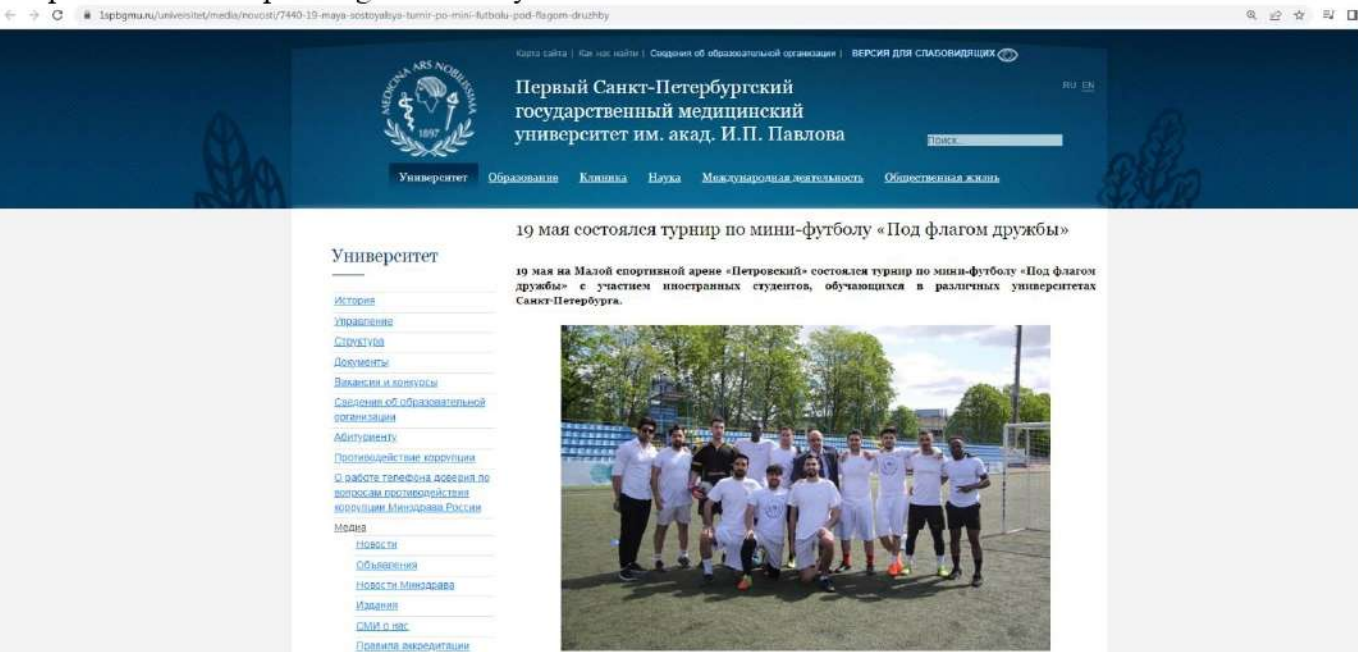 1spbgmu.ru/universitet/media/novosti/7440-19-maya-sostoyalsya-turnir-po-mini-futbolu-pod-flagom-druzhby
Карта сайта | Как нас найти | Сведения об образовательной организации | ВЕРСИЯ ДЛЯ СЛАБОВИДЯЩИХ
MEDICINA ARS NOBILISSIMA
1897
Первый Санкт-Петербургский
государственный медицинский
университет им. акад. И.П. Павлова
RU EN
Поиск...
Университет Образование Клиника Наука Международная деятельность Общественная жизнь
19 мая состоялся турнир по мини-футболу «Под флагом дружбы»
Университет
19 мая на Малой спортивной арене «Петровский» состоялся турнир по мини-футболу «Под флагом
дружбы» с участием иностранных студентов, обучающихся в различных университетах
Санкт-Петербурга.
История
Управление
Структура
Документы
Вакансии и конкурсы
Сведения об образовательной
организации
Абитуриенту
Противодействие коррупции
О работе телефона доверия по
вопросам противодействия
коррупции Минздрава России
Медиа
Новости
Объявления
Новости Минздрава
Издания
СМИ о нас
Правила аккредитации